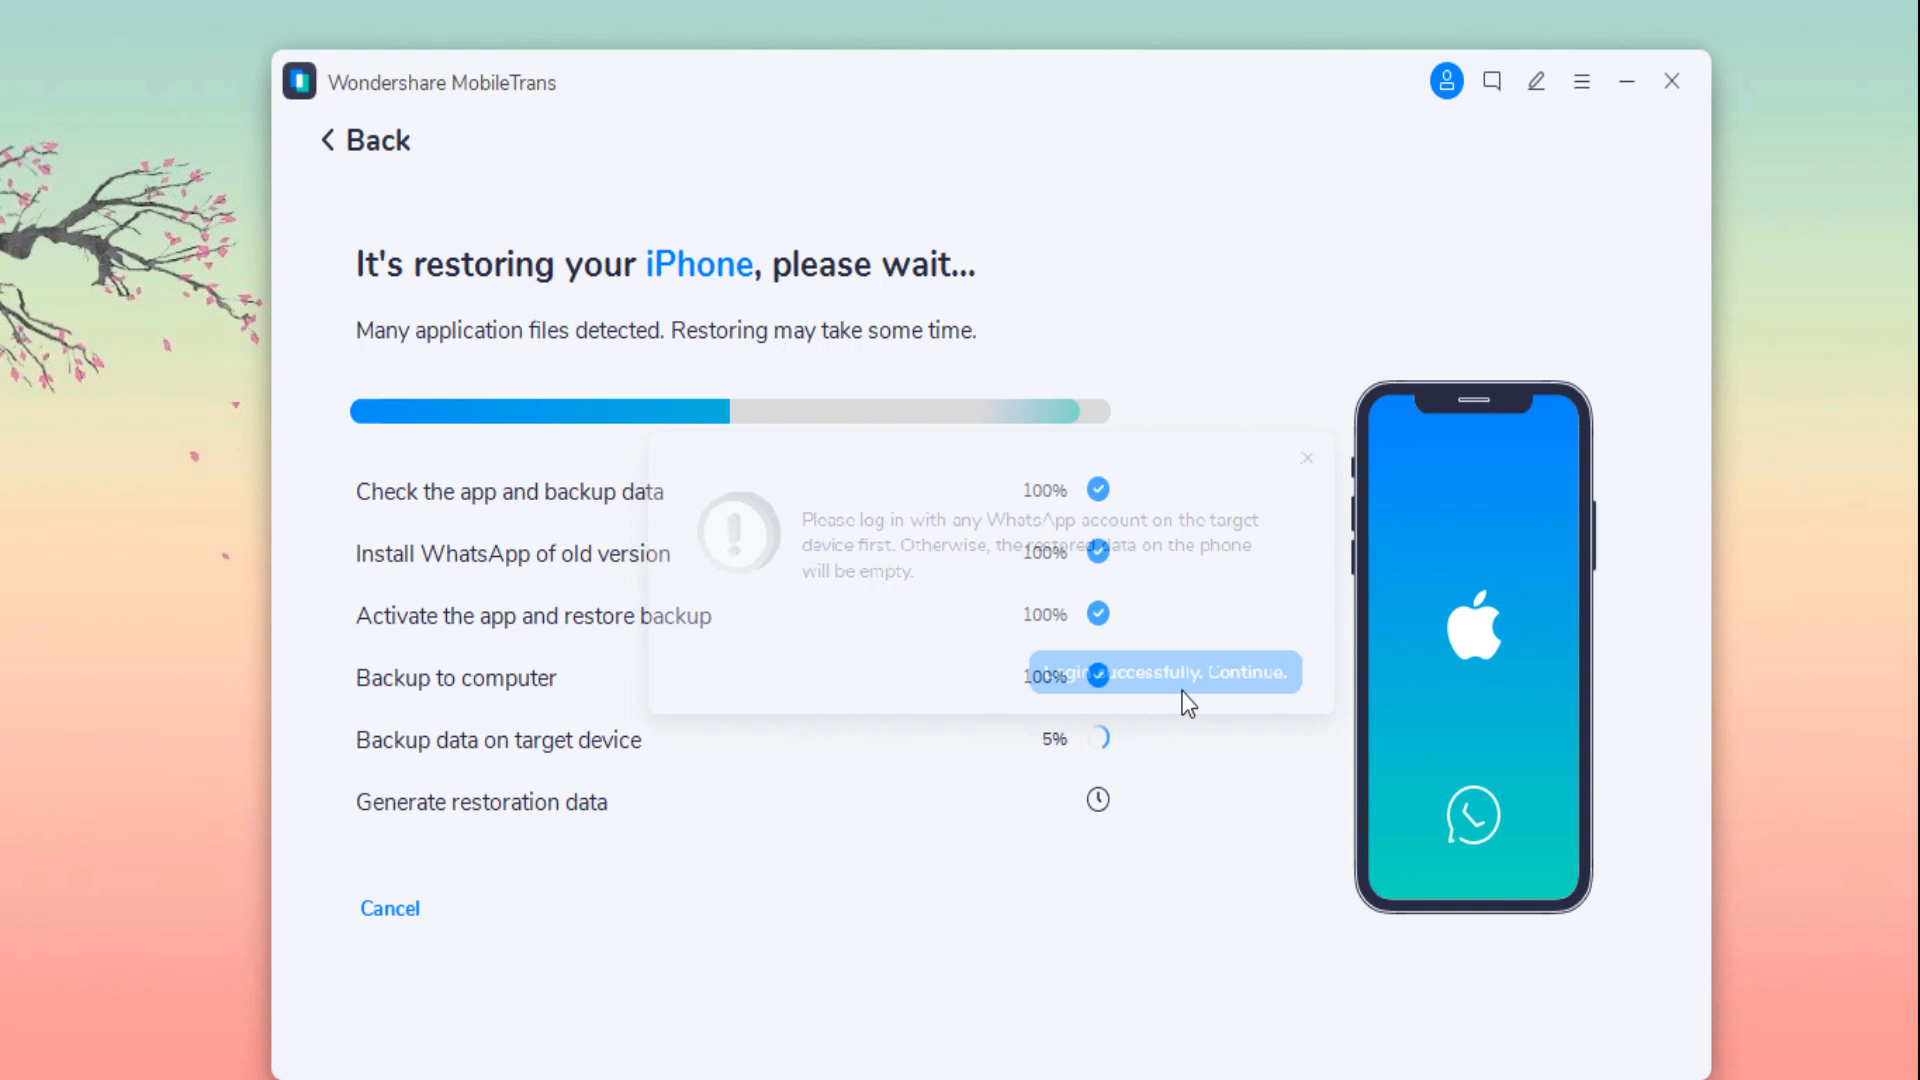 Wondershare MobileTrans
Back
It's restoring your iPhone, please wait...
Many application files detected. Restoring may take some time.
Check the app and backup data 100%
Please log in with any WhatsApp account on the target
device first. Otherwise, the restored data on the phone
will be empty.
Install WhatsApp of old version 100%
Activate the app and restore backup 100%
Backup to computer 100%
Login successfully. Continue.
Backup data on target device 5%
Generate restoration data
Cancel